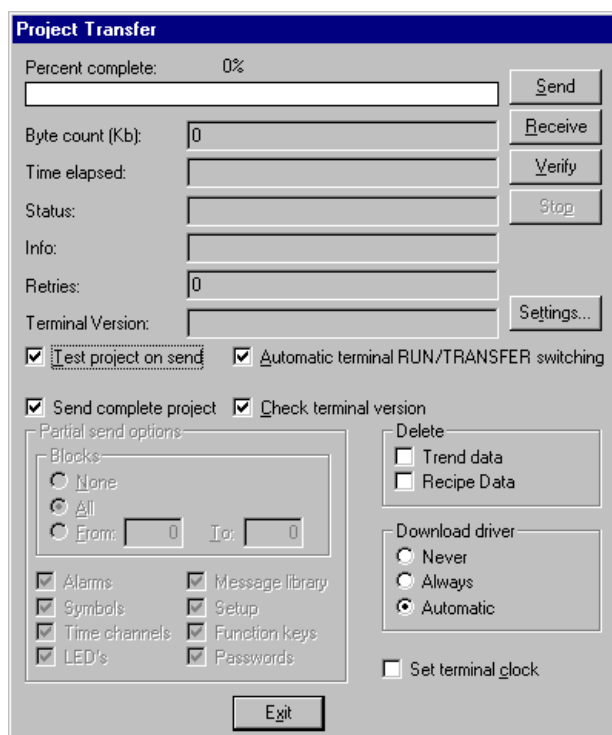 Project Transfer
Percent complete: 0%
Send
Byte count (Kb): 0
Receive
Time elapsed:
Verify
Status:
Stop
Info:
Retries: 0
Terminal Version:
Settings...
Test project on send Automatic terminal RUN/TRANSFER switching
Send complete project Check terminal version
Partial send options
Blocks
None
All
From: 0 To: 0
Alarms Message library
Symbols Setup
Time channels Function keys
LED's Passwords
Delete
Trend data
Recipe Data
Download driver
Never
Always
Automatic
Set terminal clock
Exit